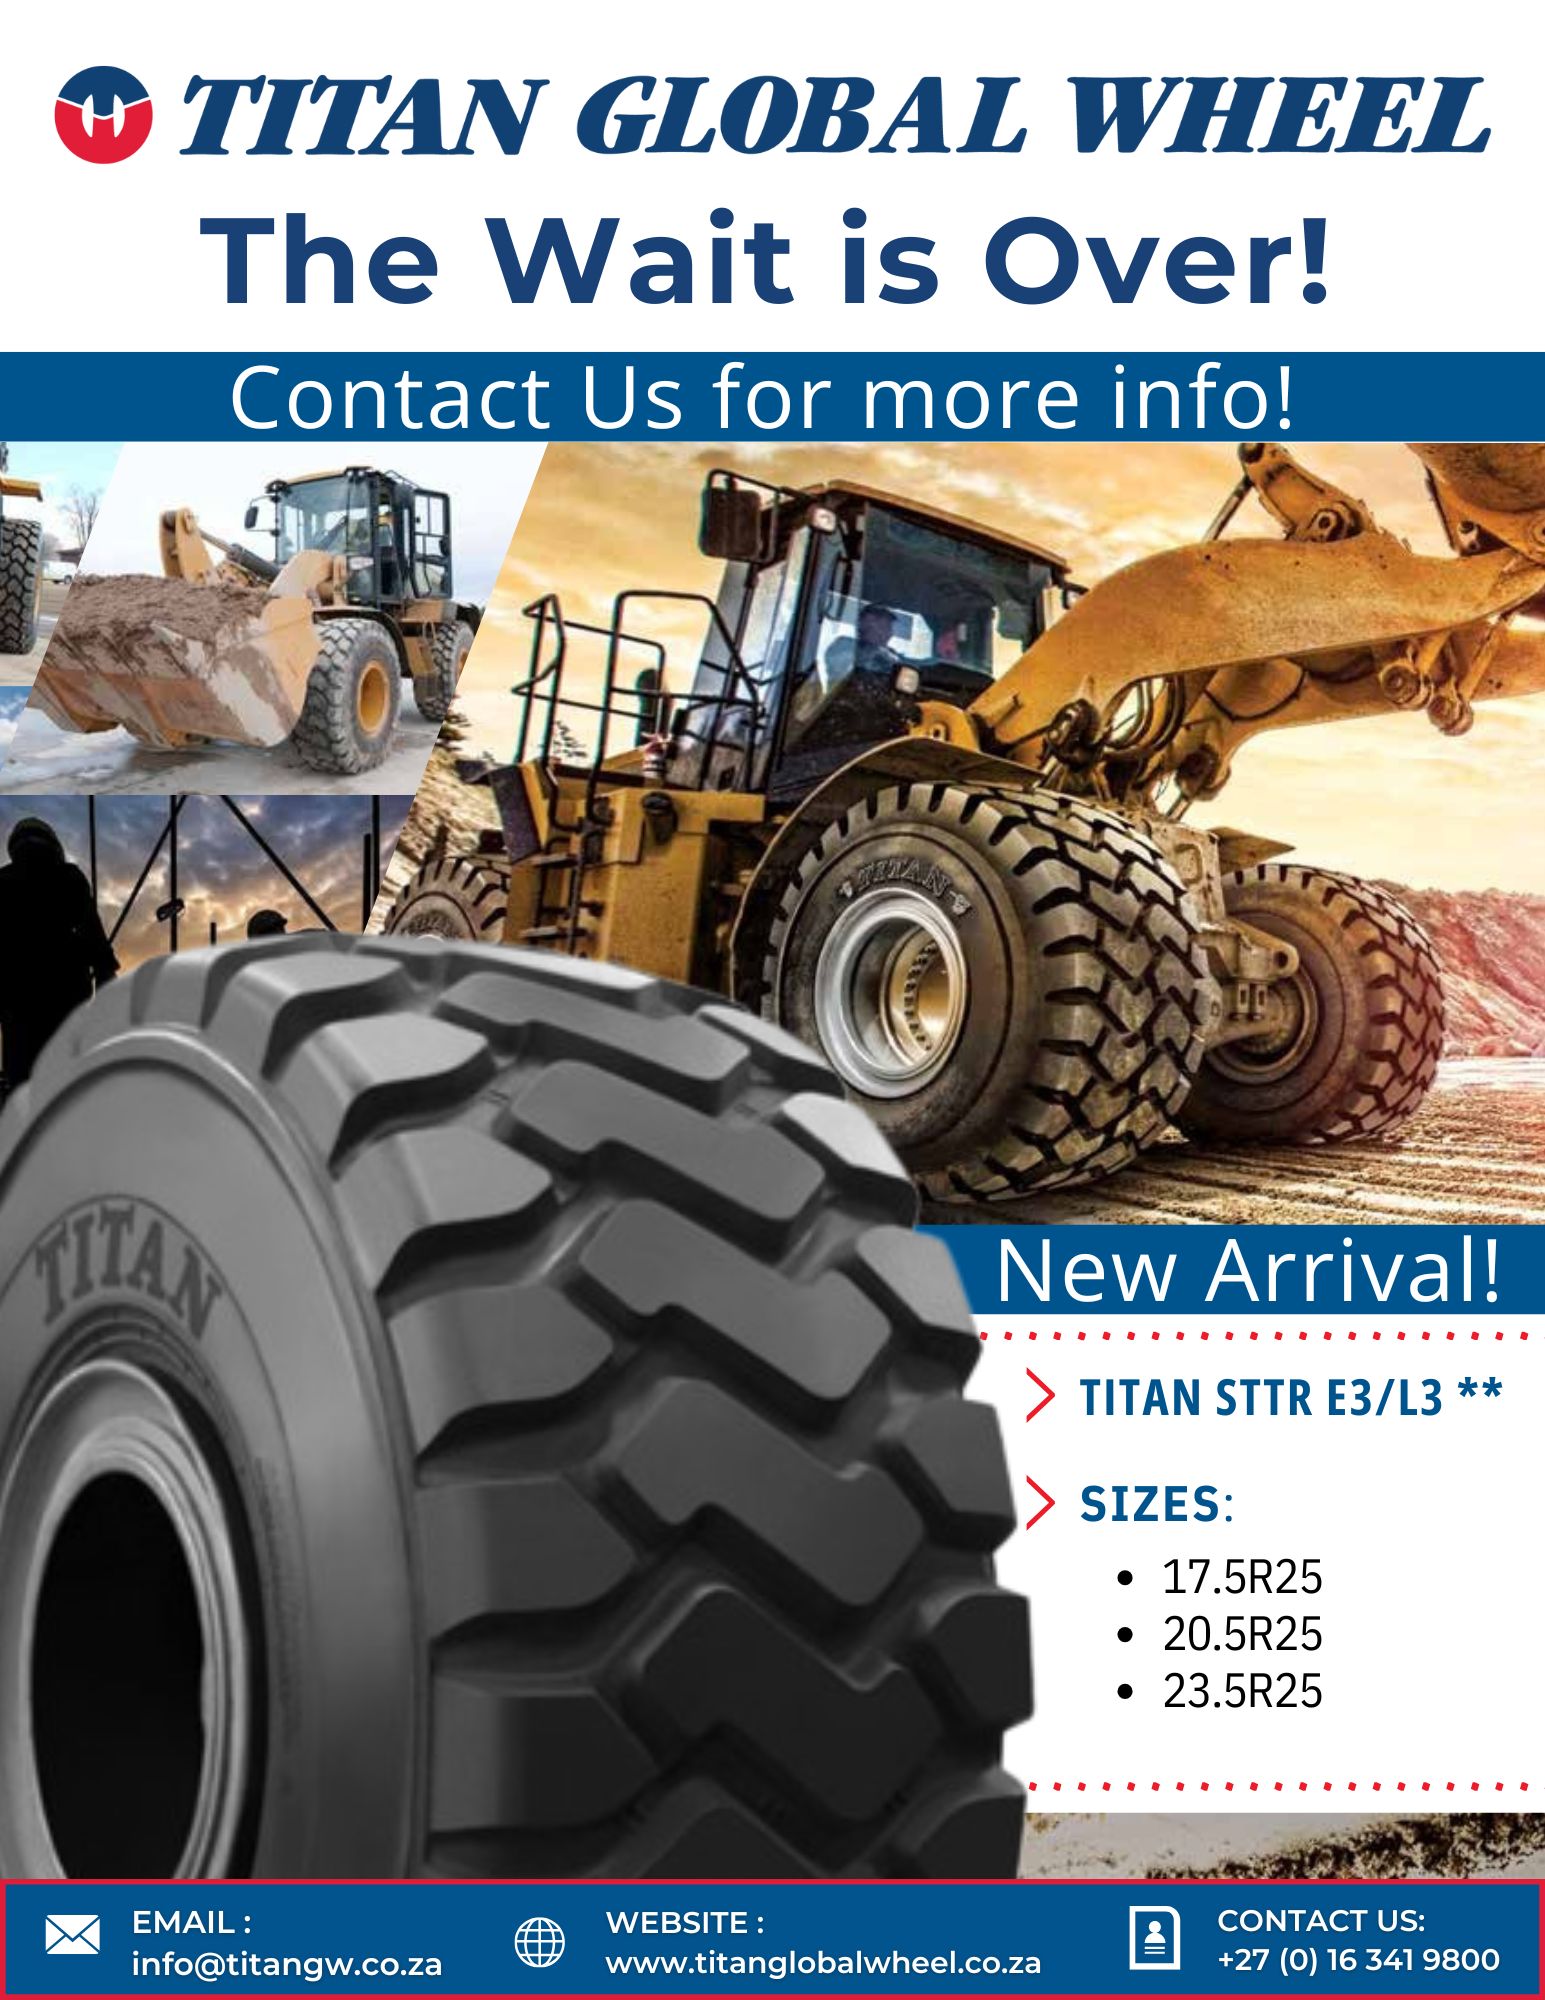 TITAN GLOBAL WHEEL
The Wait is Over!
Contact Us for more info!
TITAN
TITAN
New Arrival!
TITAN STTR E3/L3 **
SIZES:
• 17.5R25
• 20.5R25
• 23.5R25
EMAIL :
info@titangw.co.za
WEBSITE :
www.titanglobalwheel.co.za
CONTACT US:
+27 (0) 16 341 9800